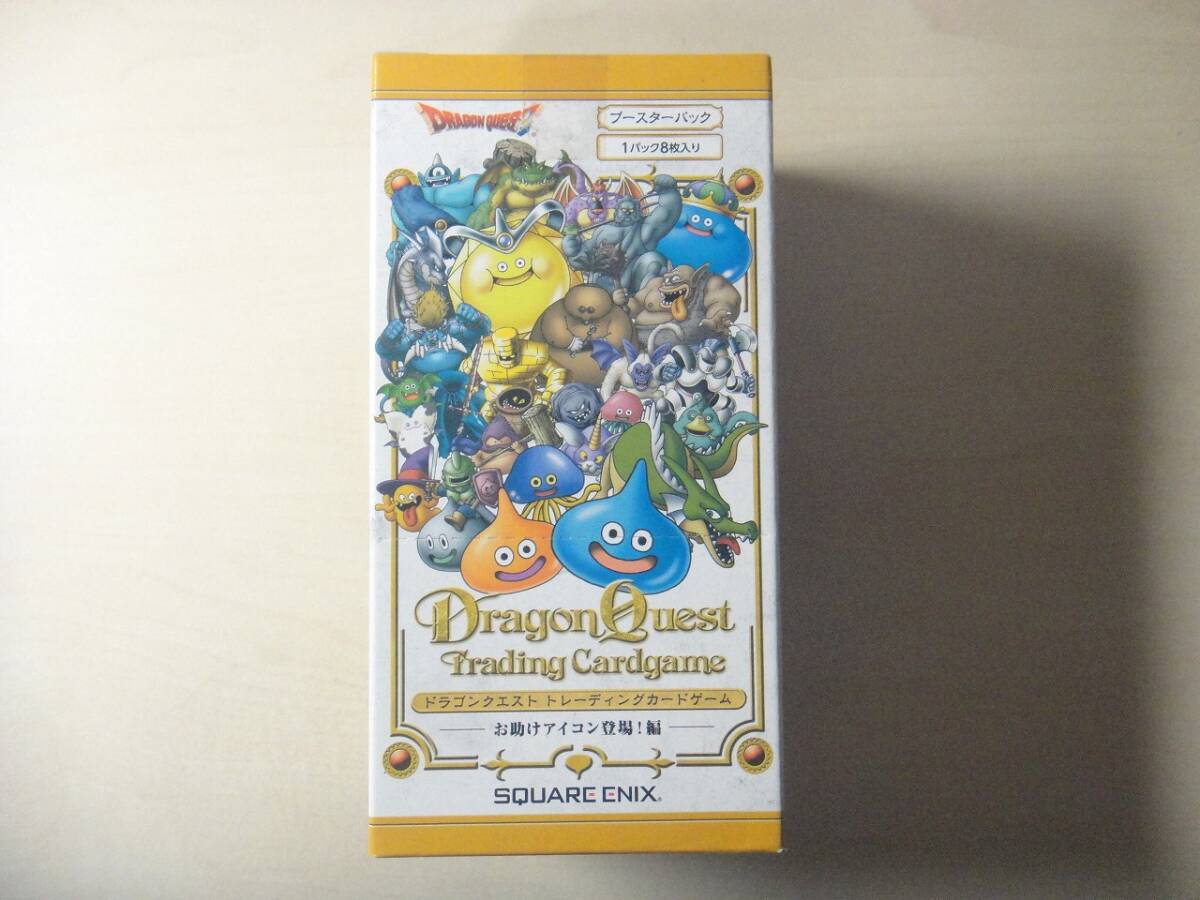 DRAGON QUEST
ブースターパック
1パック8枚入り
Dragon Quest
Trading Cardgame
ドラゴンクエスト トレーディングカードゲーム
お助けアイコン登場!編
SQUARE ENIX®